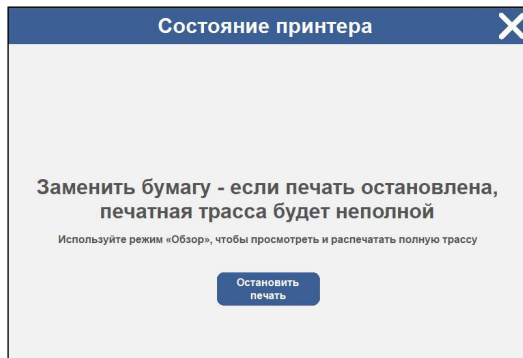 Состояние принтера
Заменить бумагу - если печать остановлена,
печатная трасса будет неполной
Используйте режим «Обзор», чтобы просмотреть и распечатать полную трассу
Остановить
печать